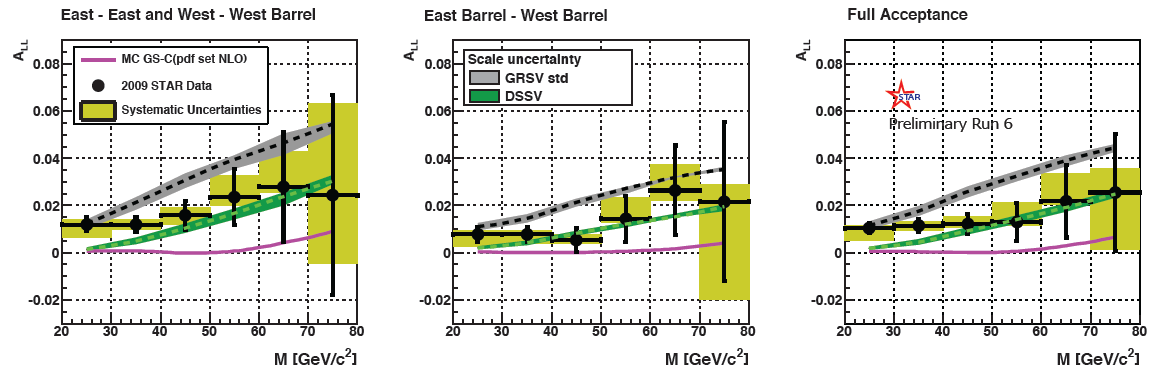 East - East and West - West Barrel
East Barrel - West Barrel
Full Acceptance
A_LL
0.08
0.06
0.04
0.02
0
-0.02
20 30 40 50 60 70 80
M [GeV/c²]
MC GS-C(pdf set NLO)
2009 STAR Data
Systematic Uncertainties
A_LL
0.08
0.06
0.04
0.02
0
-0.02
20 30 40 50 60 70 80
M [GeV/c²]
Scale uncertainty
GRSV std
DSSV
A_LL
0.08
0.06
0.04
0.02
0
-0.02
20 30 40 50 60 70 80
M [GeV/c²]
STAR
Preliminary Run 6